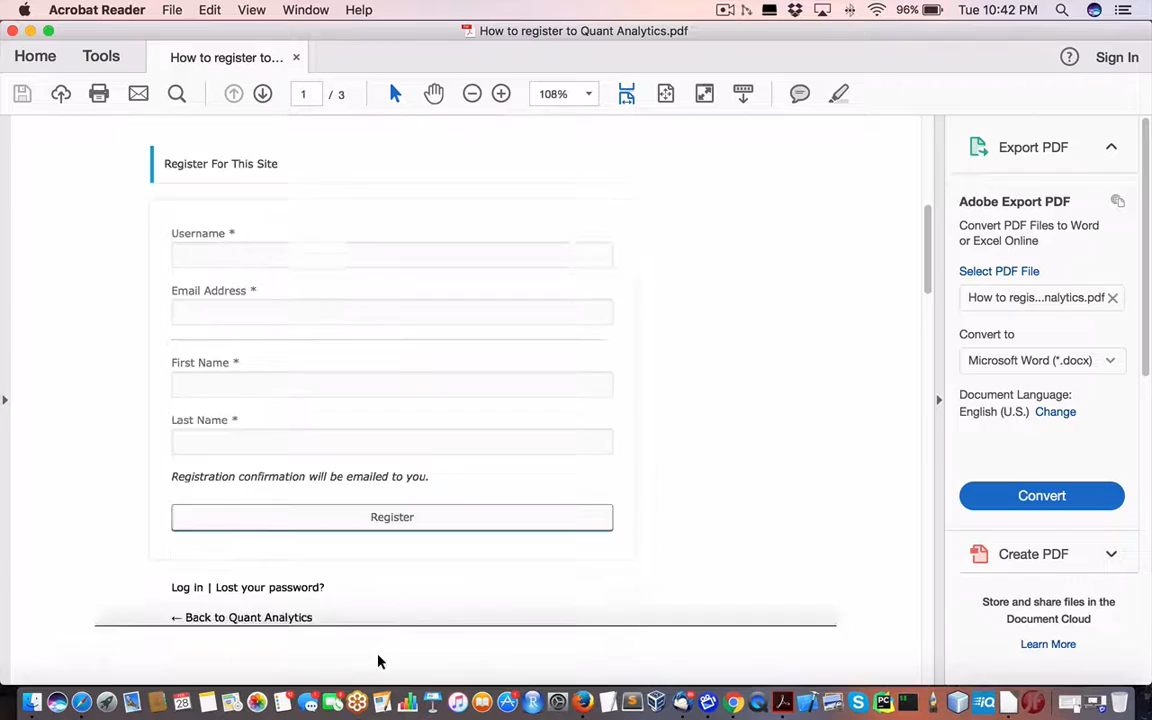 Acrobat Reader File Edit View Window Help 96% Tue 10:42 PM
How to register to Quant Analytics.pdf
Home Tools How to register to... × Sign In
1 / 3 108%
Register For This Site
Username *
Email Address *
First Name *
Last Name *
Registration confirmation will be emailed to you.
Register
Log in | Lost your password?
← Back to Quant Analytics
Export PDF
Adobe Export PDF
Convert PDF Files to Word
or Excel Online
Select PDF File
How to regis...nalytics.pdf
Convert to
Microsoft Word (*.docx)
Document Language:
English (U.S.) Change
Convert
Create PDF
Store and share files in the
Document Cloud
Learn More